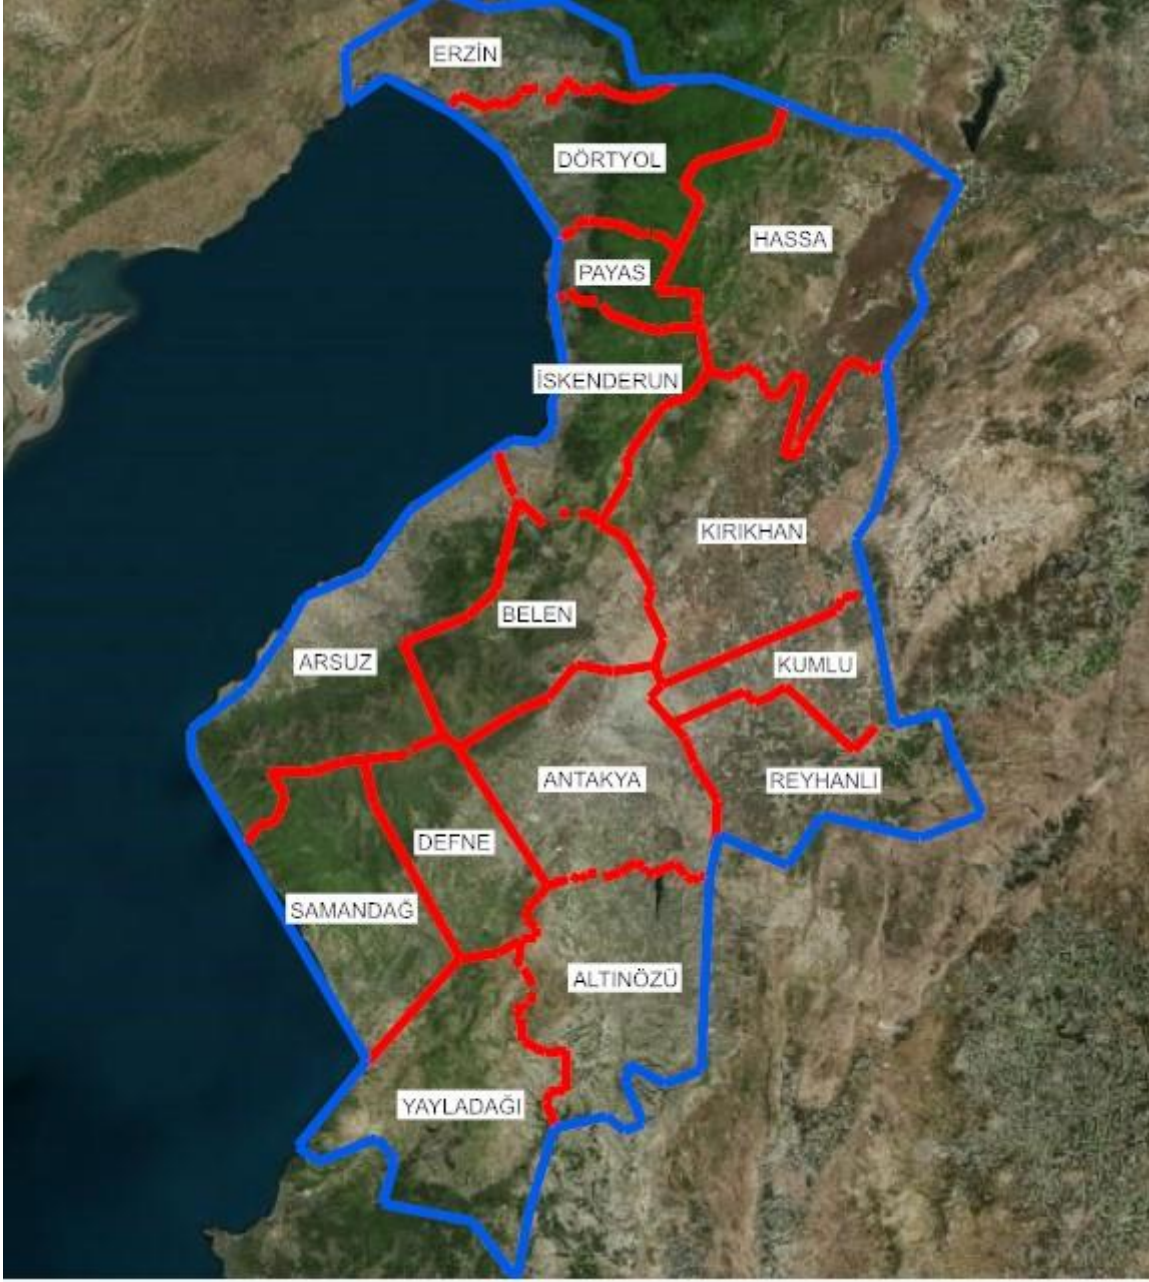 ERZİN
DÖRTYOL
HASSA
PAYAS
İSKENDERUN
KIRIKHAN
BELEN
ARSUZ
KUMLU
ANTAKYA
REYHANLI
DEFNE
SAMANDAĞ
ALTINÖZÜ
YAYLADAĞI